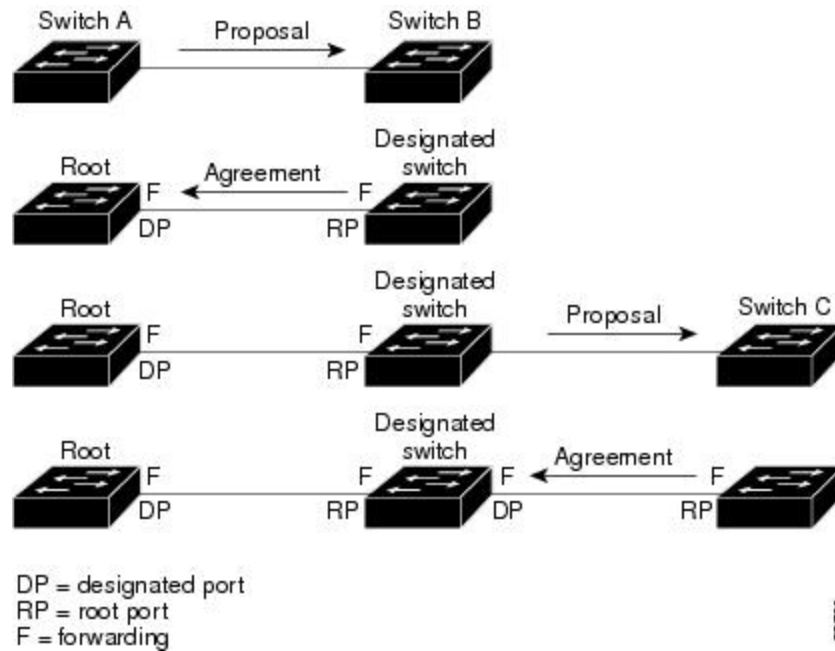 Switch A
Proposal
Switch B
Designated
switch
Root
Agreement
F
F
DP
RP
Designated
switch
Root
Proposal
Switch C
F
F
DP
RP
Designated
switch
Root
Agreement
F
F
F
F
DP
RP
DP
RP
DP = designated port
RP = root port
F = forwarding